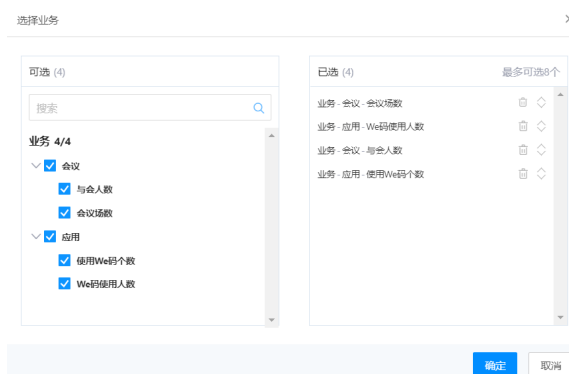 选择业务
可选 (4)
搜索
业务 4/4
会议
与会人数
会议场数
应用
使用We码个数
We码使用人数
已选 (4)
最多可选8个
业务 - 会议 - 会议场数
业务 - 应用 - We码使用人数
业务 - 会议 - 与会人数
业务 - 应用 - 使用We码个数
确定
取消